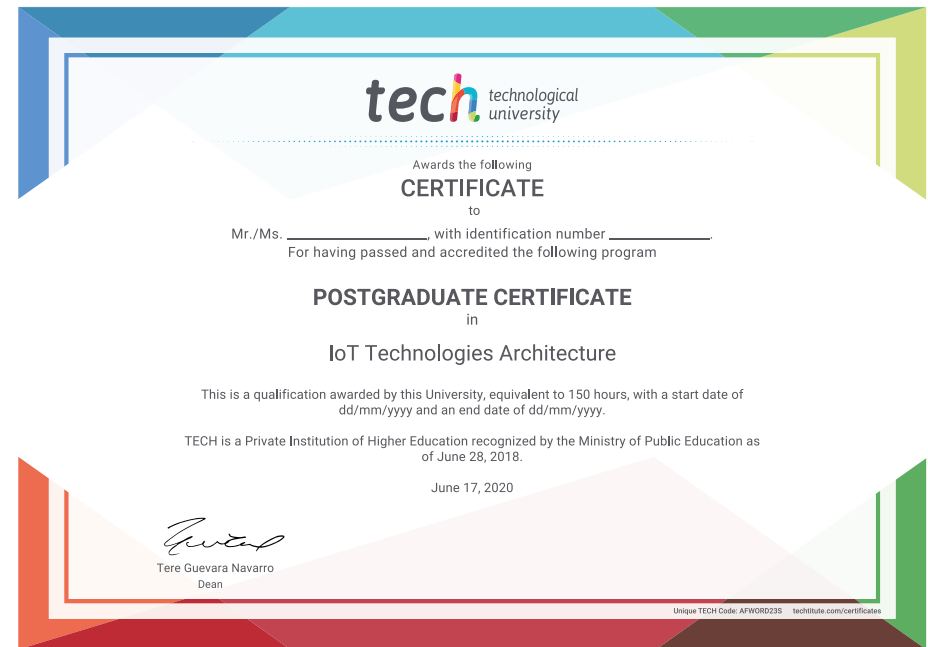 tech technological
university
Awards the following
CERTIFICATE
to
Mr./Ms. ____________________, with identification number ______________.
For having passed and accredited the following program
POSTGRADUATE CERTIFICATE
in
IoT Technologies Architecture
This is a qualification awarded by this University, equivalent to 150 hours, with a start date of
dd/mm/yyyy and an end date of dd/mm/yyyy.
TECH is a Private Institution of Higher Education recognized by the Ministry of Public Education as
of June 28, 2018.
June 17, 2020
Tere Guevara Navarro
Dean
Unique TECH Code: AFWORD23S techtitute.com/certificates